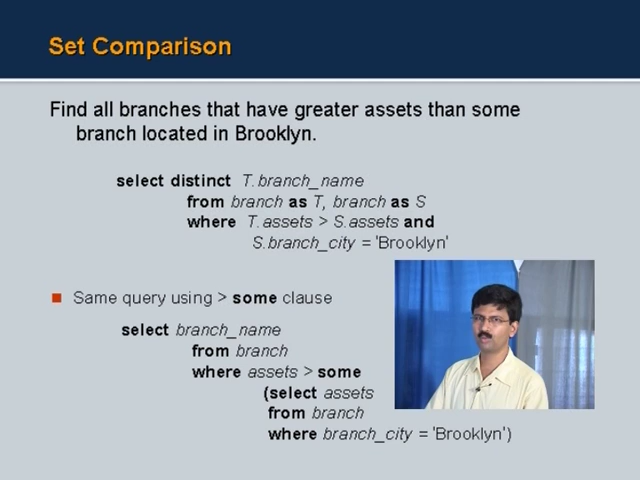 Set Comparison
Find all branches that have greater assets than some
branch located in Brooklyn.
select distinct T.branch_name
from branch as T, branch as S
where T.assets > S.assets and
S.branch_city = 'Brooklyn'
Same query using > some clause
select branch_name
from branch
where assets > some
(select assets
from branch
where branch_city = 'Brooklyn')